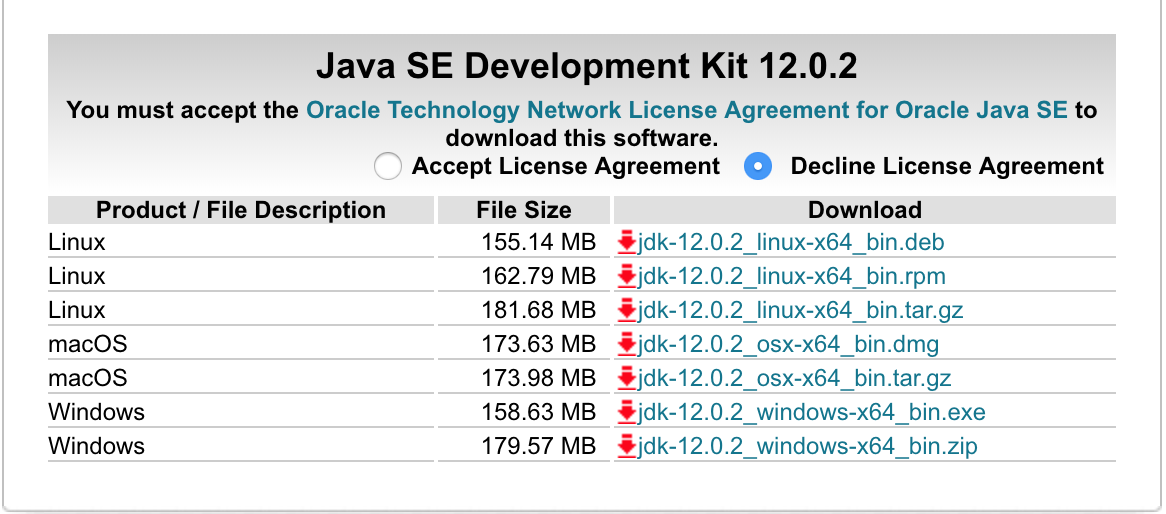 Java SE Development Kit 12.0.2
You must accept the Oracle Technology Network License Agreement for Oracle Java SE to
download this software.
Accept License Agreement Decline License Agreement
Product / File Description File Size Download
Linux 155.14 MB jdk-12.0.2_linux-x64_bin.deb
Linux 162.79 MB jdk-12.0.2_linux-x64_bin.rpm
Linux 181.68 MB jdk-12.0.2_linux-x64_bin.tar.gz
macOS 173.63 MB jdk-12.0.2_osx-x64_bin.dmg
macOS 173.98 MB jdk-12.0.2_osx-x64_bin.tar.gz
Windows 158.63 MB jdk-12.0.2_windows-x64_bin.exe
Windows 179.57 MB jdk-12.0.2_windows-x64_bin.zip